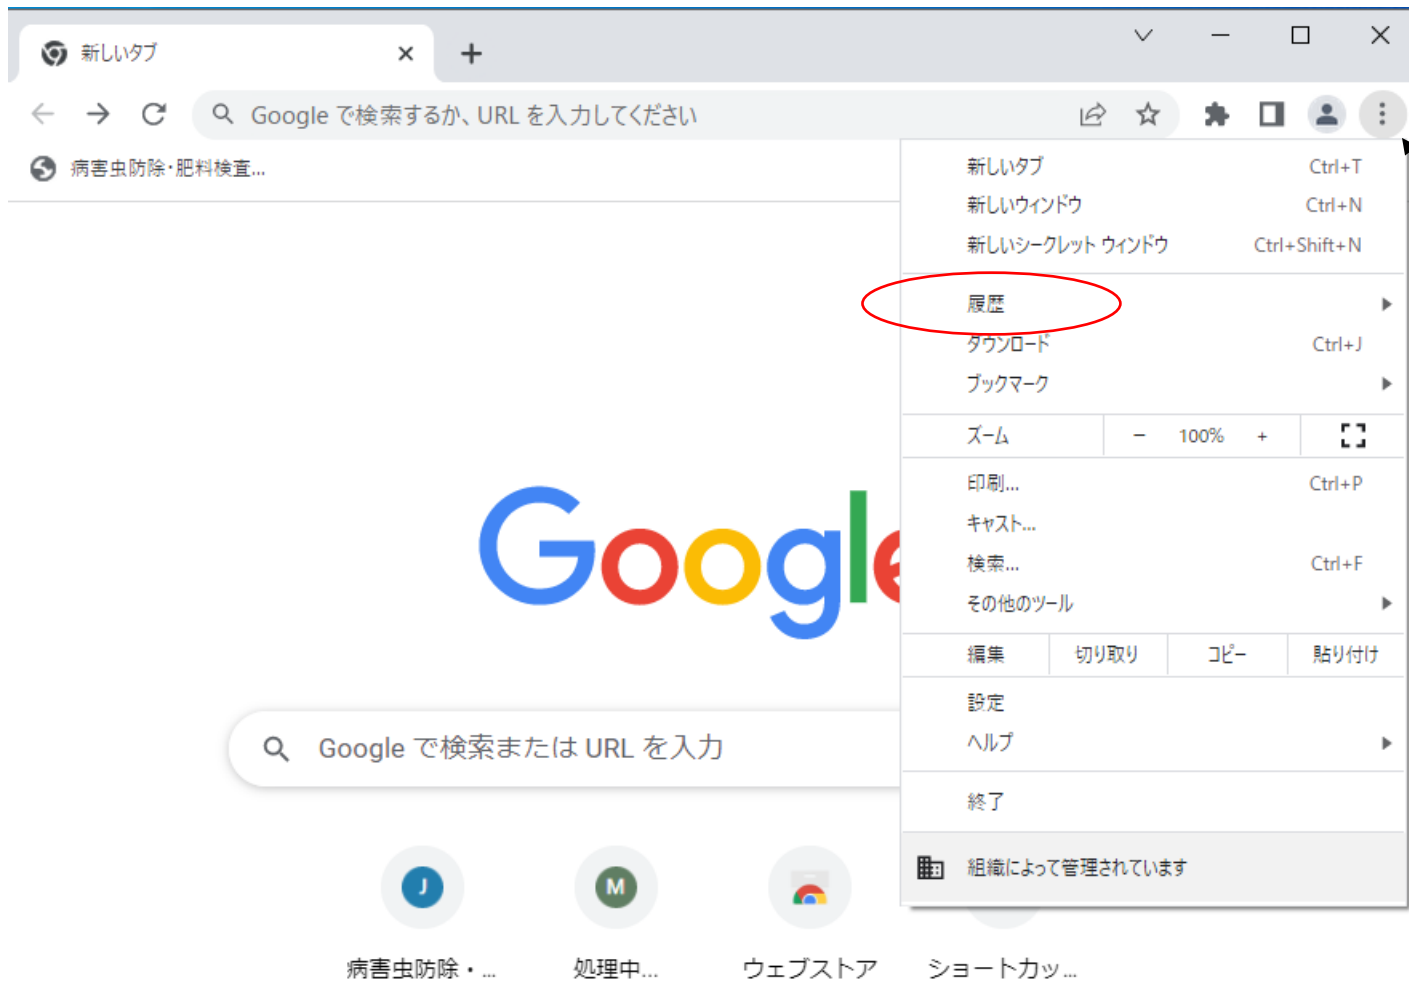 新しいタブ
Google で検索するか、URL を入力してください
病害虫防除・肥料検査...
新しいタブ Ctrl+T
新しいウィンドウ Ctrl+N
新しいシークレット ウィンドウ Ctrl+Shift+N
履歴
ダウンロード Ctrl+J
ブックマーク
ズーム − 100% +
印刷... Ctrl+P
キャスト...
検索... Ctrl+F
その他のツール
編集 切り取り コピー 貼り付け
設定
ヘルプ
終了
組織によって管理されています
Google
Google で検索または URL を入力
J M
病害虫防除・... 処理中... ウェブストア ショートカッ...